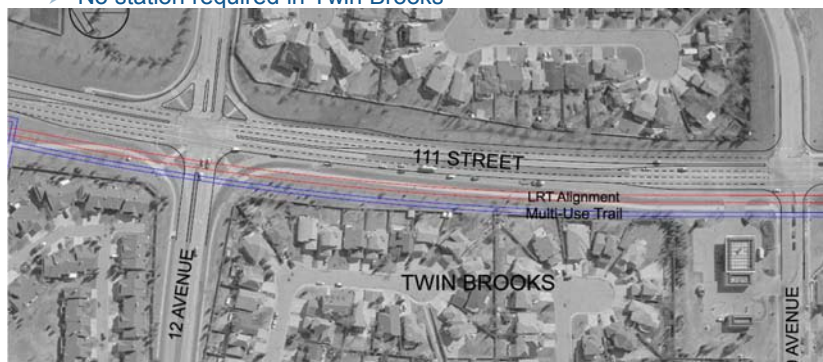 ➢ No station required in Twin Brooks
111 STREET
LRT Alignment
Multi-Use Trail
TWIN BROOKS
12 AVENUE
AVENUE